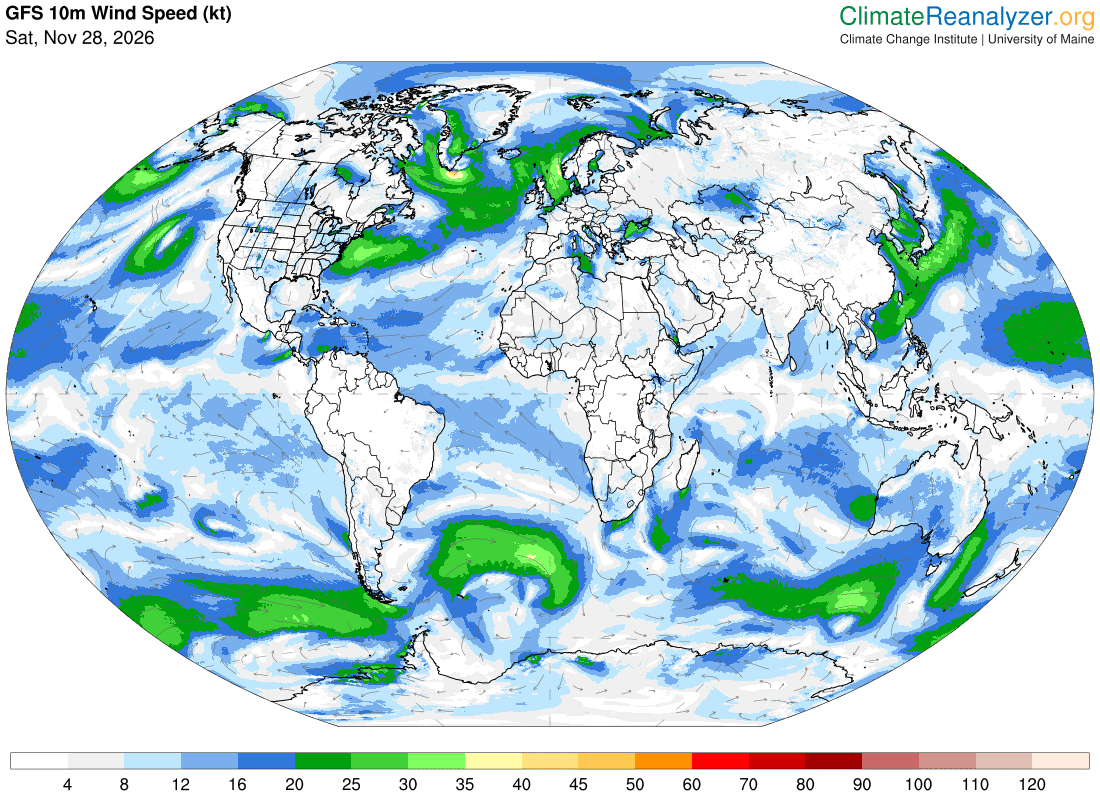 GFS 10m Wind Speed (kt)
Sat, Nov 28, 2026
ClimateReanalyzer.org
Climate Change Institute | University of Maine
4 8 12 16 20 25 30 35 40 45 50 60 70 80 90 100 110 120